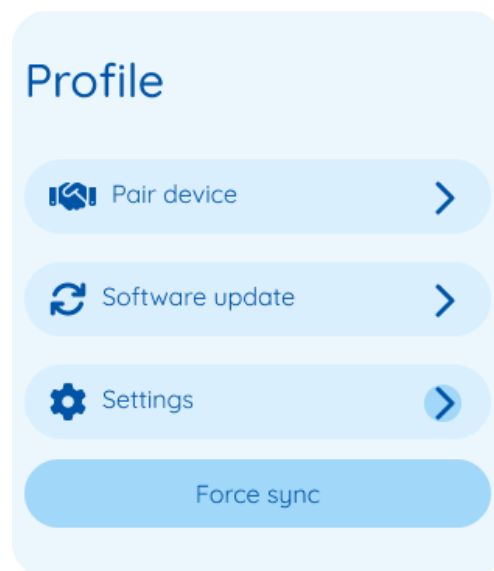 Profile
Pair device
Software update
Settings
Force sync